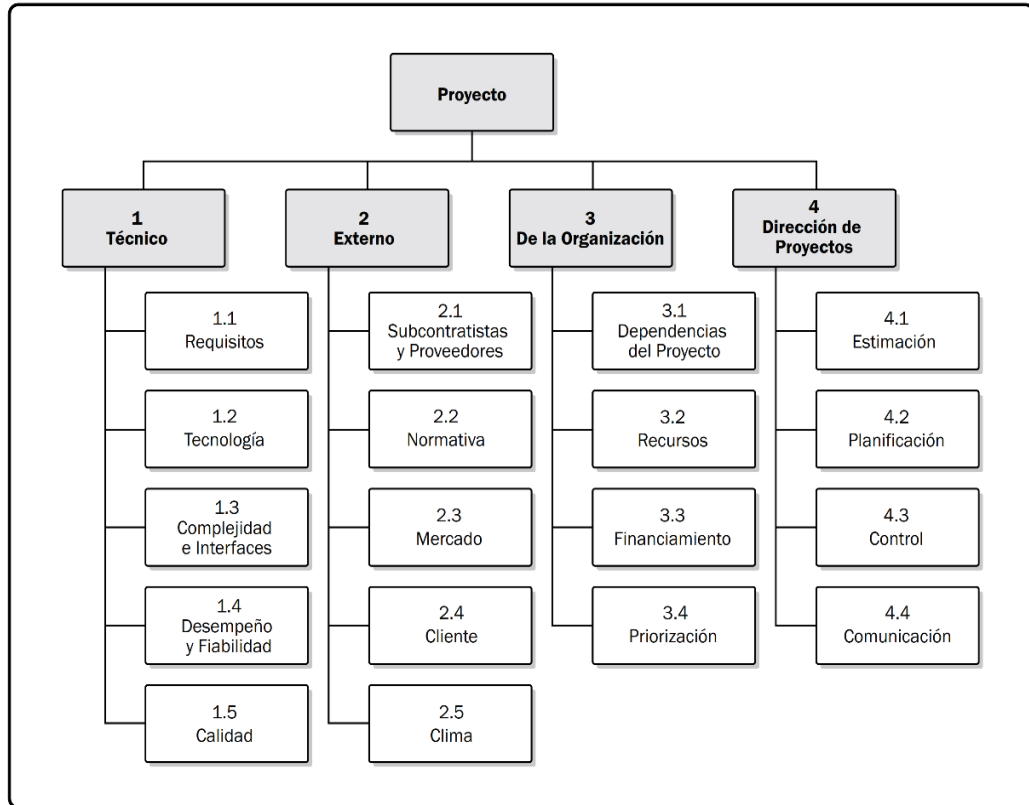 Proyecto
1
Técnico
2
Externo
3
De la Organización
4
Dirección de
Proyectos
1.1
Requisitos
1.2
Tecnología
1.3
Complejidad
e Interfaces
1.4
Desempeño
y Fiabilidad
1.5
Calidad
2.1
Subcontratistas
y Proveedores
2.2
Normativa
2.3
Mercado
2.4
Cliente
2.5
Clima
3.1
Dependencias
del Proyecto
3.2
Recursos
3.3
Financiamiento
3.4
Priorización
4.1
Estimación
4.2
Planificación
4.3
Control
4.4
Comunicación